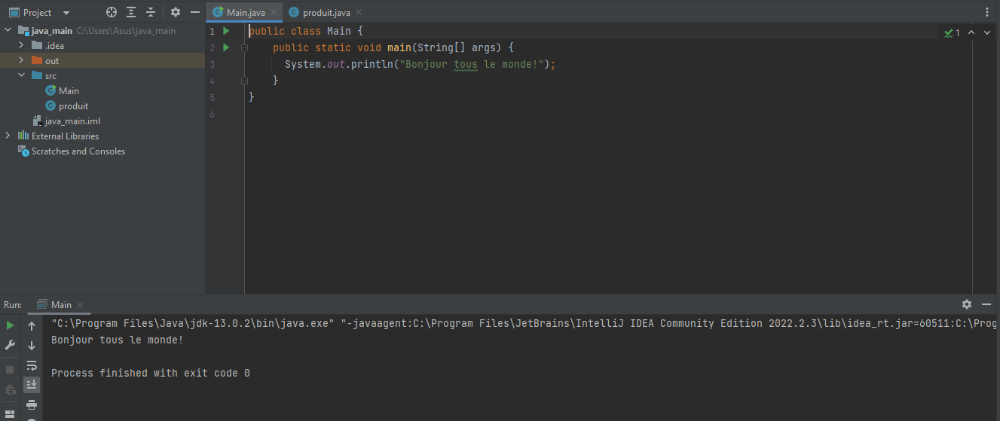 Project
Main.java
produit.java
java_main C:\Users\Asus\java_main
.idea
out
src
Main
produit
java_main.iml
External Libraries
Scratches and Consoles
1 public class Main {
2 public static void main(String[] args) {
3 System.out.println("Bonjour tous le monde!");
4 }
5 }
6
1
Run: Main
"C:\Program Files\Java\jdk-13.0.2\bin\java.exe" "-javaagent:C:\Program Files\JetBrains\IntelliJ IDEA Community Edition 2022.2.3\lib\idea_rt.jar=60511:C:\Prog
Bonjour tous le monde!
Process finished with exit code 0